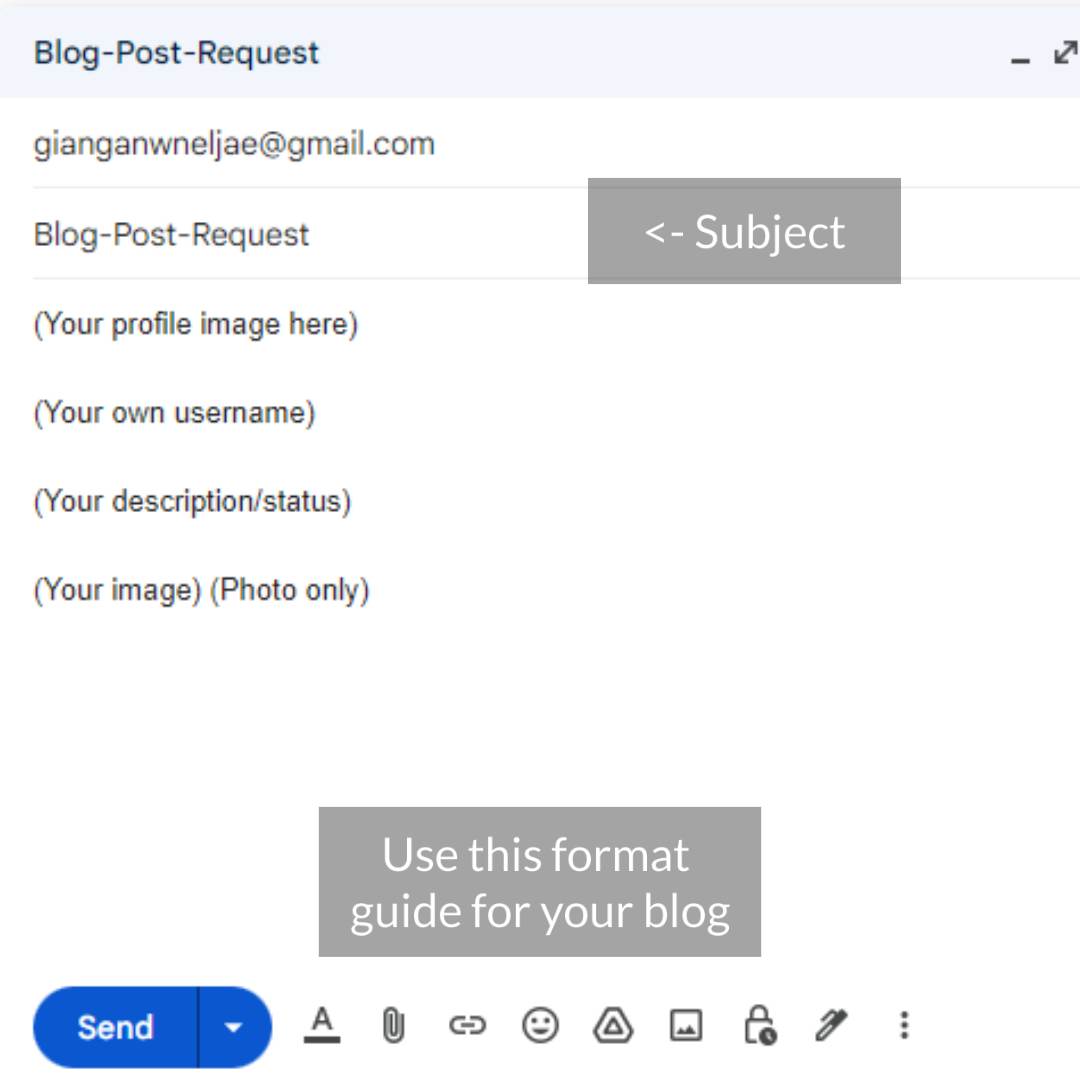 Blog-Post-Request
gianganwneljae@gmail.com
Blog-Post-Request
<- Subject
(Your profile image here)
(Your own username)
(Your description/status)
(Your image) (Photo only)
Use this format
guide for your blog
Send
A